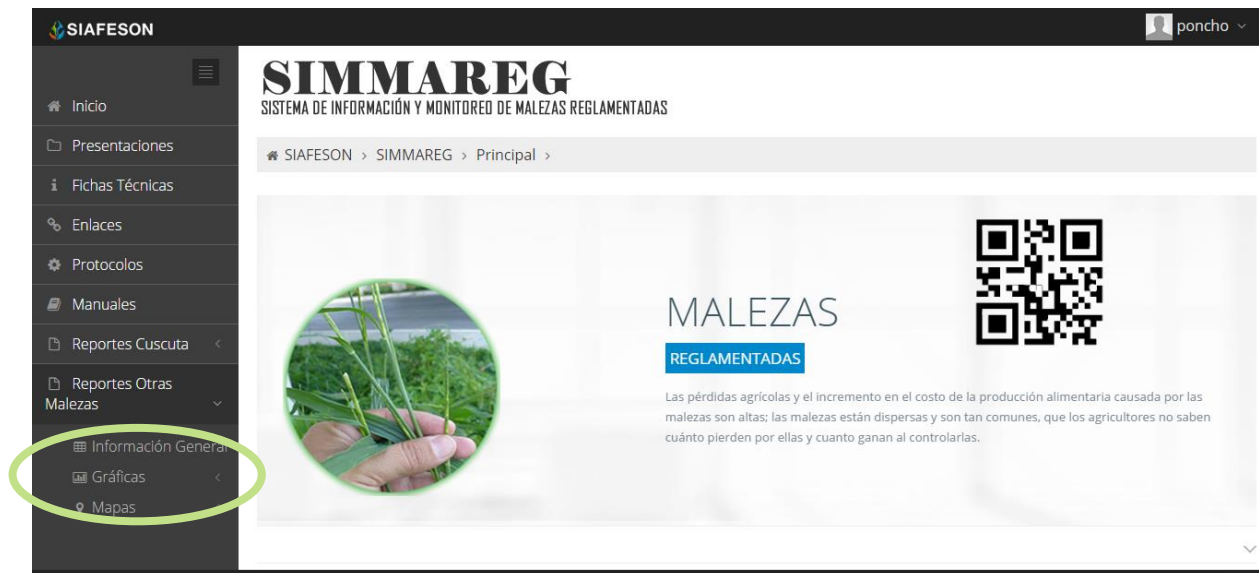 SIAFESON
poncho
Inicio
Presentaciones
Fichas Técnicas
Enlaces
Protocolos
Manuales
Reportes Cuscuta
Reportes Otras
Malezas
Información General
Gráficas
Mapas
SIMMAREG
SISTEMA DE INFORMACIÓN Y MONITOREO DE MALEZAS REGLAMENTADAS
SIAFESON > SIMMAREG > Principal >
MALEZAS
REGLAMENTADAS
Las pérdidas agrícolas y el incremento en el costo de la producción alimentaria causada por las
malezas son altas; las malezas están dispersas y son tan comunes, que los agricultores no saben
cuánto pierden por ellas y cuanto ganan al controlarlas.